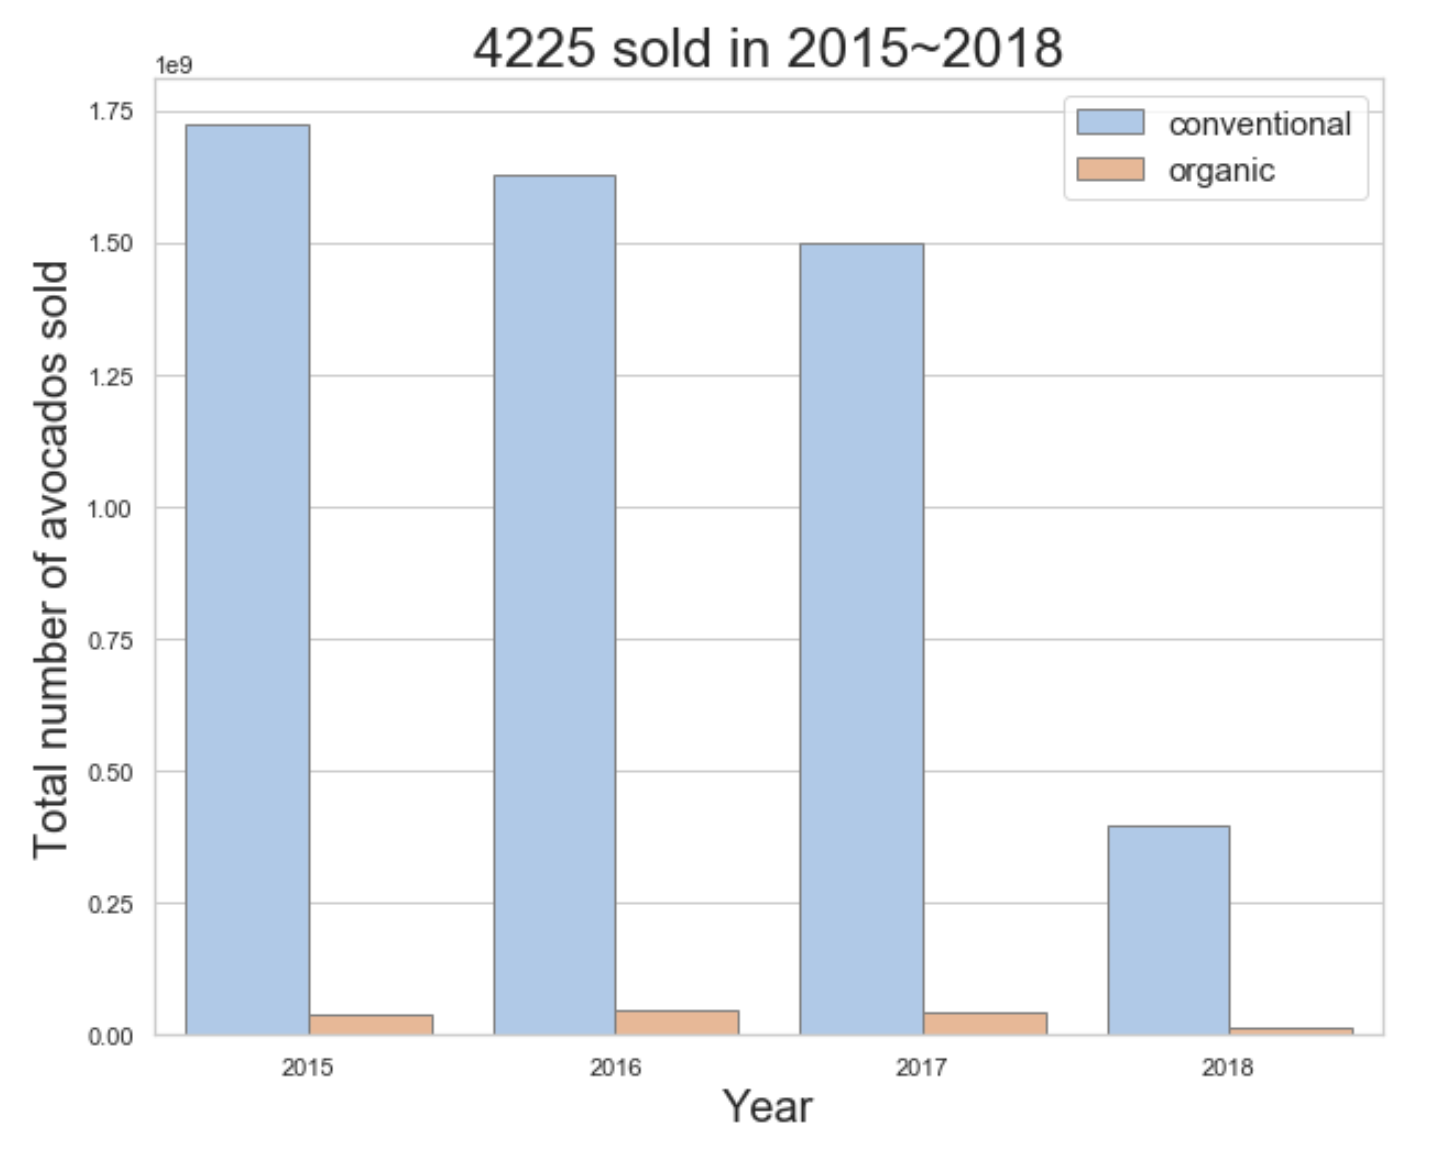 4225 sold in 2015~2018
1e9
conventional
organic
1.75
1.50
1.25
1.00
0.75
0.50
0.25
0.00
Total number of avocados sold
2015
2016
2017
2018
Year